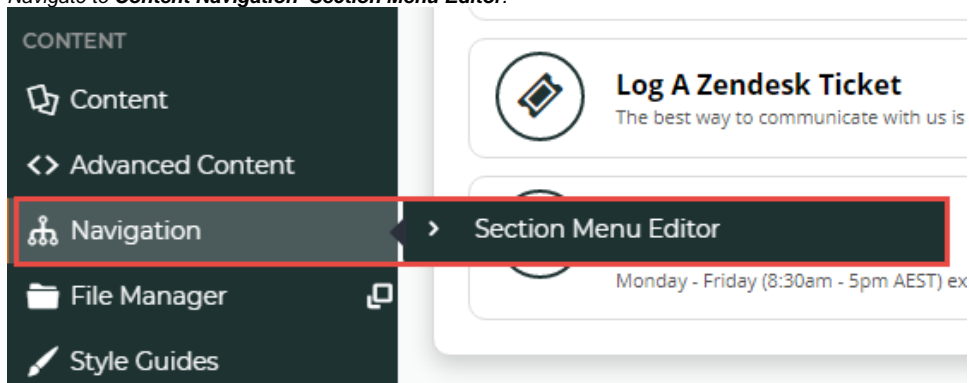 Navigate to Content Navigation Section Menu Editor.
CONTENT
Content
<> Advanced Content
Navigation
> Section Menu Editor
File Manager
Style Guides
Log A Zendesk Ticket
The best way to communicate with us is
Monday - Friday (8:30am - 5pm AEST) ex